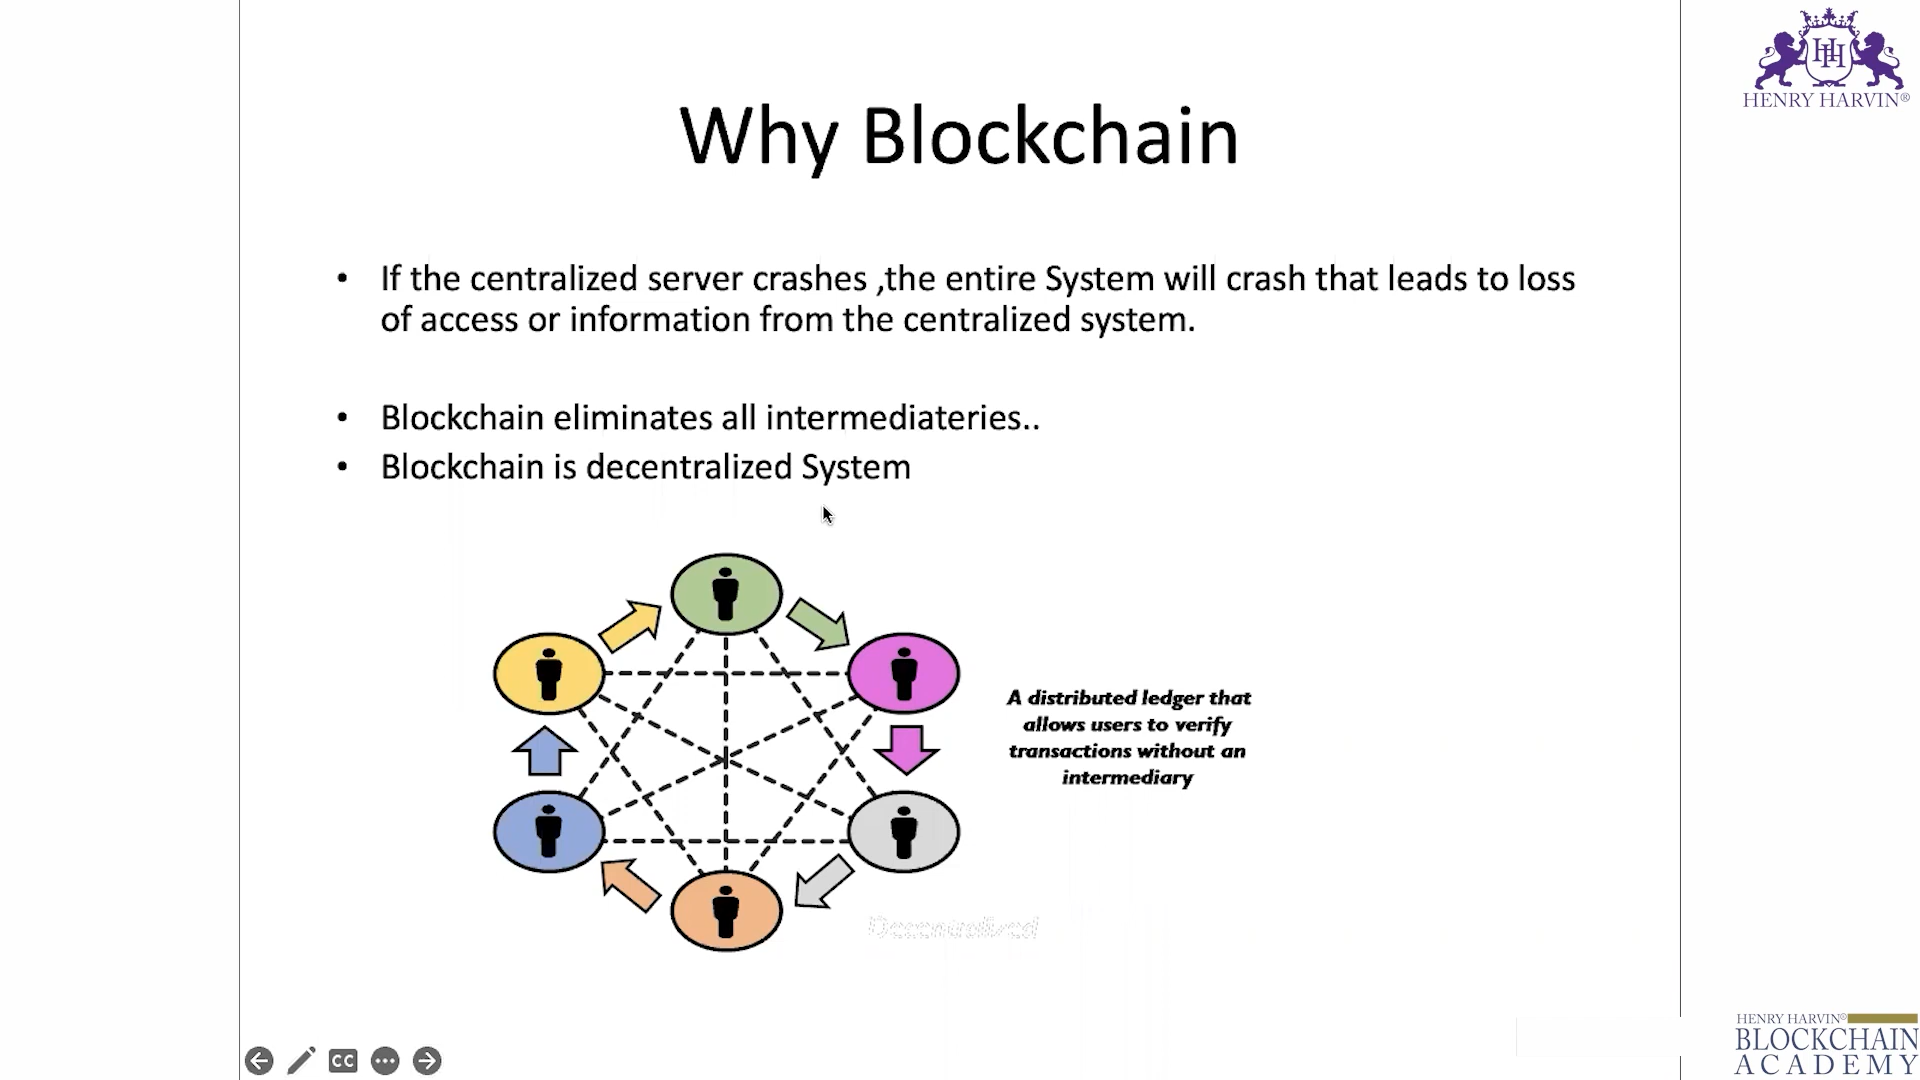 HENRY HARVIN®
Why Blockchain
• If the centralized server crashes ,the entire System will crash that leads to loss
of access or information from the centralized system.
• Blockchain eliminates all intermediateries..
• Blockchain is decentralized System
A distributed ledger that
allows users to verify
transactions without an
intermediary
Decentralized
CC
HENRY HARVIN®
BLOCKCHAIN
ACADEMY